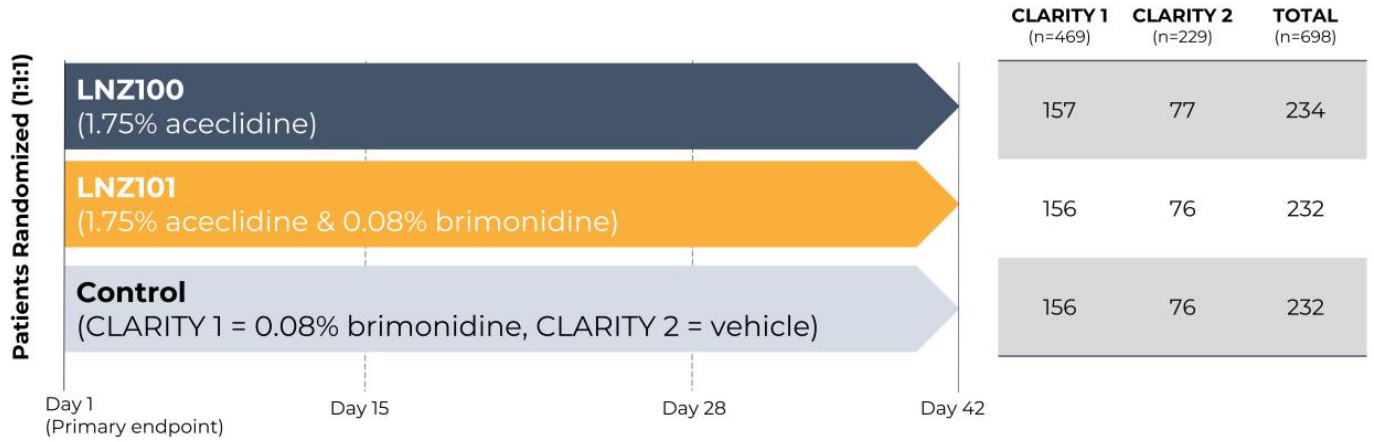 CLARITY 1 CLARITY 2 TOTAL
(n=469) (n=229) (n=698)
Patients Randomized (1:1:1)
LNZ100
(1.75% aceclidine)
157 77 234
LNZ101
(1.75% aceclidine & 0.08% brimonidine)
156 76 232
Control
(CLARITY 1 = 0.08% brimonidine, CLARITY 2 = vehicle)
156 76 232
Day 1 Day 15 Day 28 Day 42
(Primary endpoint)